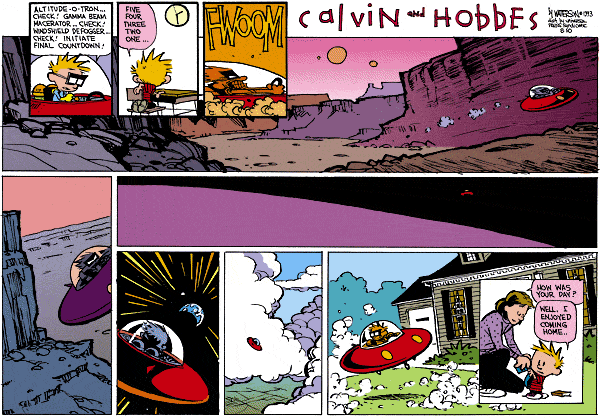 ALTITUDE-O-TRON...
CHECK! GAMMA BEAM
MACERATOR... CHECK!
WINDSHIELD DEFOGGER...
CHECK! INITIATE
FINAL COUNTDOWN!
FIVE
FOUR
THREE
TWO
ONE...
FWOOM
CALVIN and HOBBES
BY WATTERSON
HOW WAS
YOUR DAY?
WELL, I
ENJOYED
COMING
HOME..